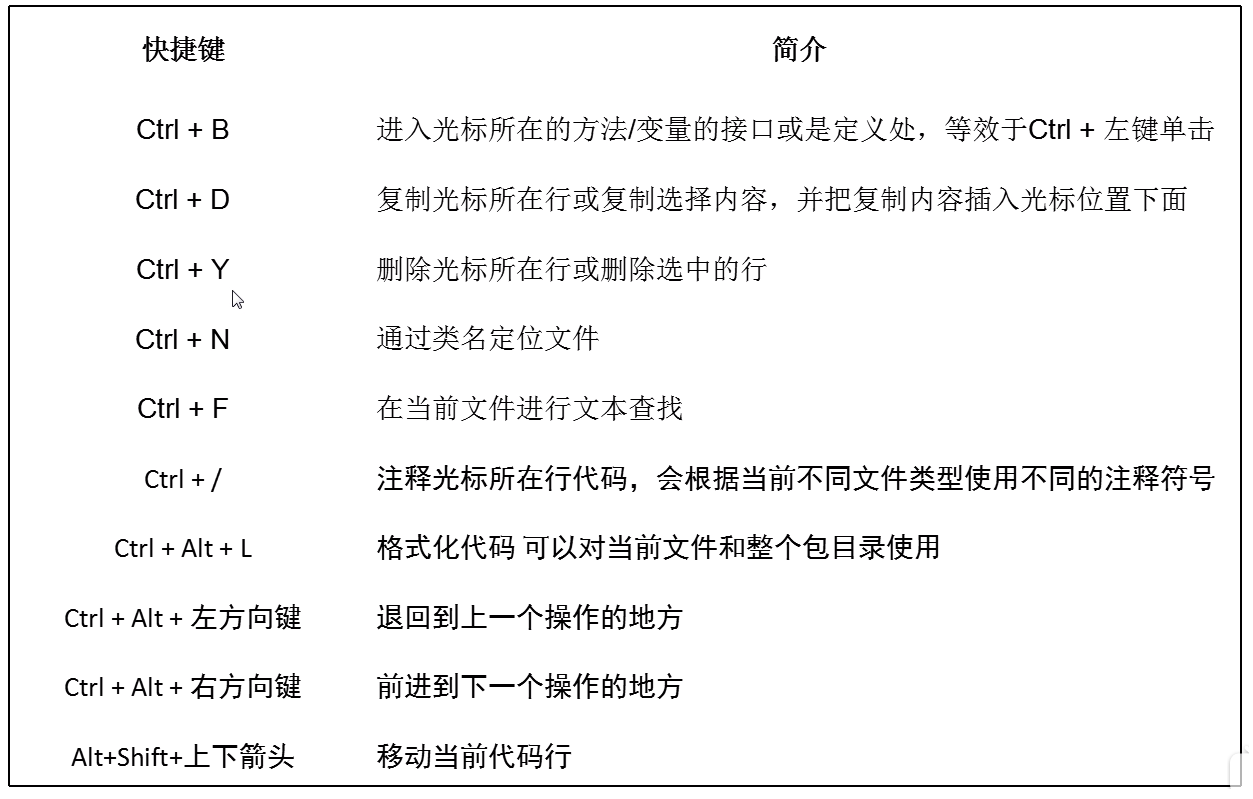 快捷键 简介
Ctrl + B 进入光标所在的方法/变量的接口或是定义处，等效于Ctrl + 左键单击
Ctrl + D 复制光标所在行或复制选择内容，并把复制内容插入光标位置下面
Ctrl + Y 删除光标所在行或删除选中的行
Ctrl + N 通过类名定位文件
Ctrl + F 在当前文件进行文本查找
Ctrl + / 注释光标所在行代码，会根据当前不同文件类型使用不同的注释符号
Ctrl + Alt + L 格式化代码 可以对当前文件和整个包目录使用
Ctrl + Alt + 左方向键 退回到上一个操作的地方
Ctrl + Alt + 右方向键 前进到下一个操作的地方
Alt+Shift+上下箭头 移动当前代码行